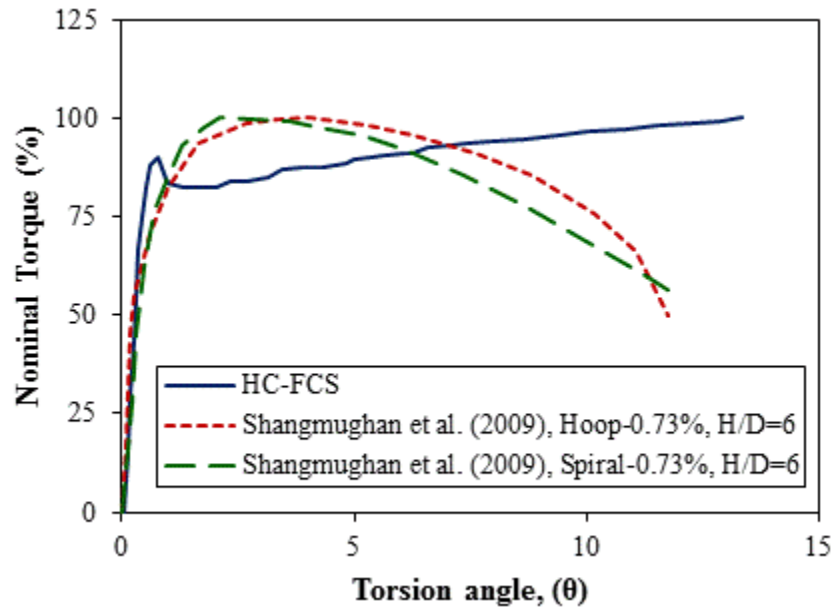 125
100
75
50
25
0
Nominal Torque (%)
HC-FCS
Shangmughan et al. (2009), Hoop-0.73%, H/D=6
Shangmughan et al. (2009), Spiral-0.73%, H/D=6
0 5 10 15
Torsion angle, (θ)